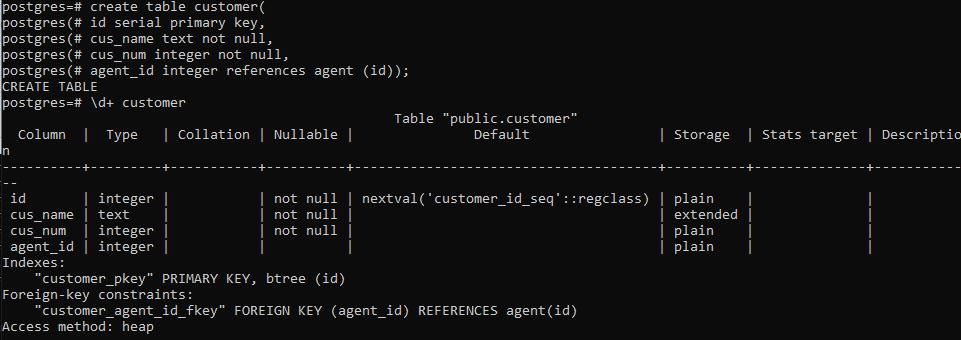 postgres=# create table customer(
postgres(# id serial primary key,
postgres(# cus_name text not null,
postgres(# cus_num integer not null,
postgres(# agent_id integer references agent (id));
CREATE TABLE
postgres=# \d+ customer
                                                Table "public.customer"
  Column  |  Type   | Collation | Nullable |               Default                | Storage  | Stats target | Descriptio
n
----------+---------+-----------+----------+--------------------------------------+----------+--------------+-----------
--
 id       | integer |           | not null | nextval('customer_id_seq'::regclass) | plain    |              |
 cus_name | text    |           | not null |                                      | extended |              |
 cus_num  | integer |           | not null |                                      | plain    |              |
 agent_id | integer |           |          |                                      | plain    |              |
Indexes:
    "customer_pkey" PRIMARY KEY, btree (id)
Foreign-key constraints:
    "customer_agent_id_fkey" FOREIGN KEY (agent_id) REFERENCES agent(id)
Access method: heap